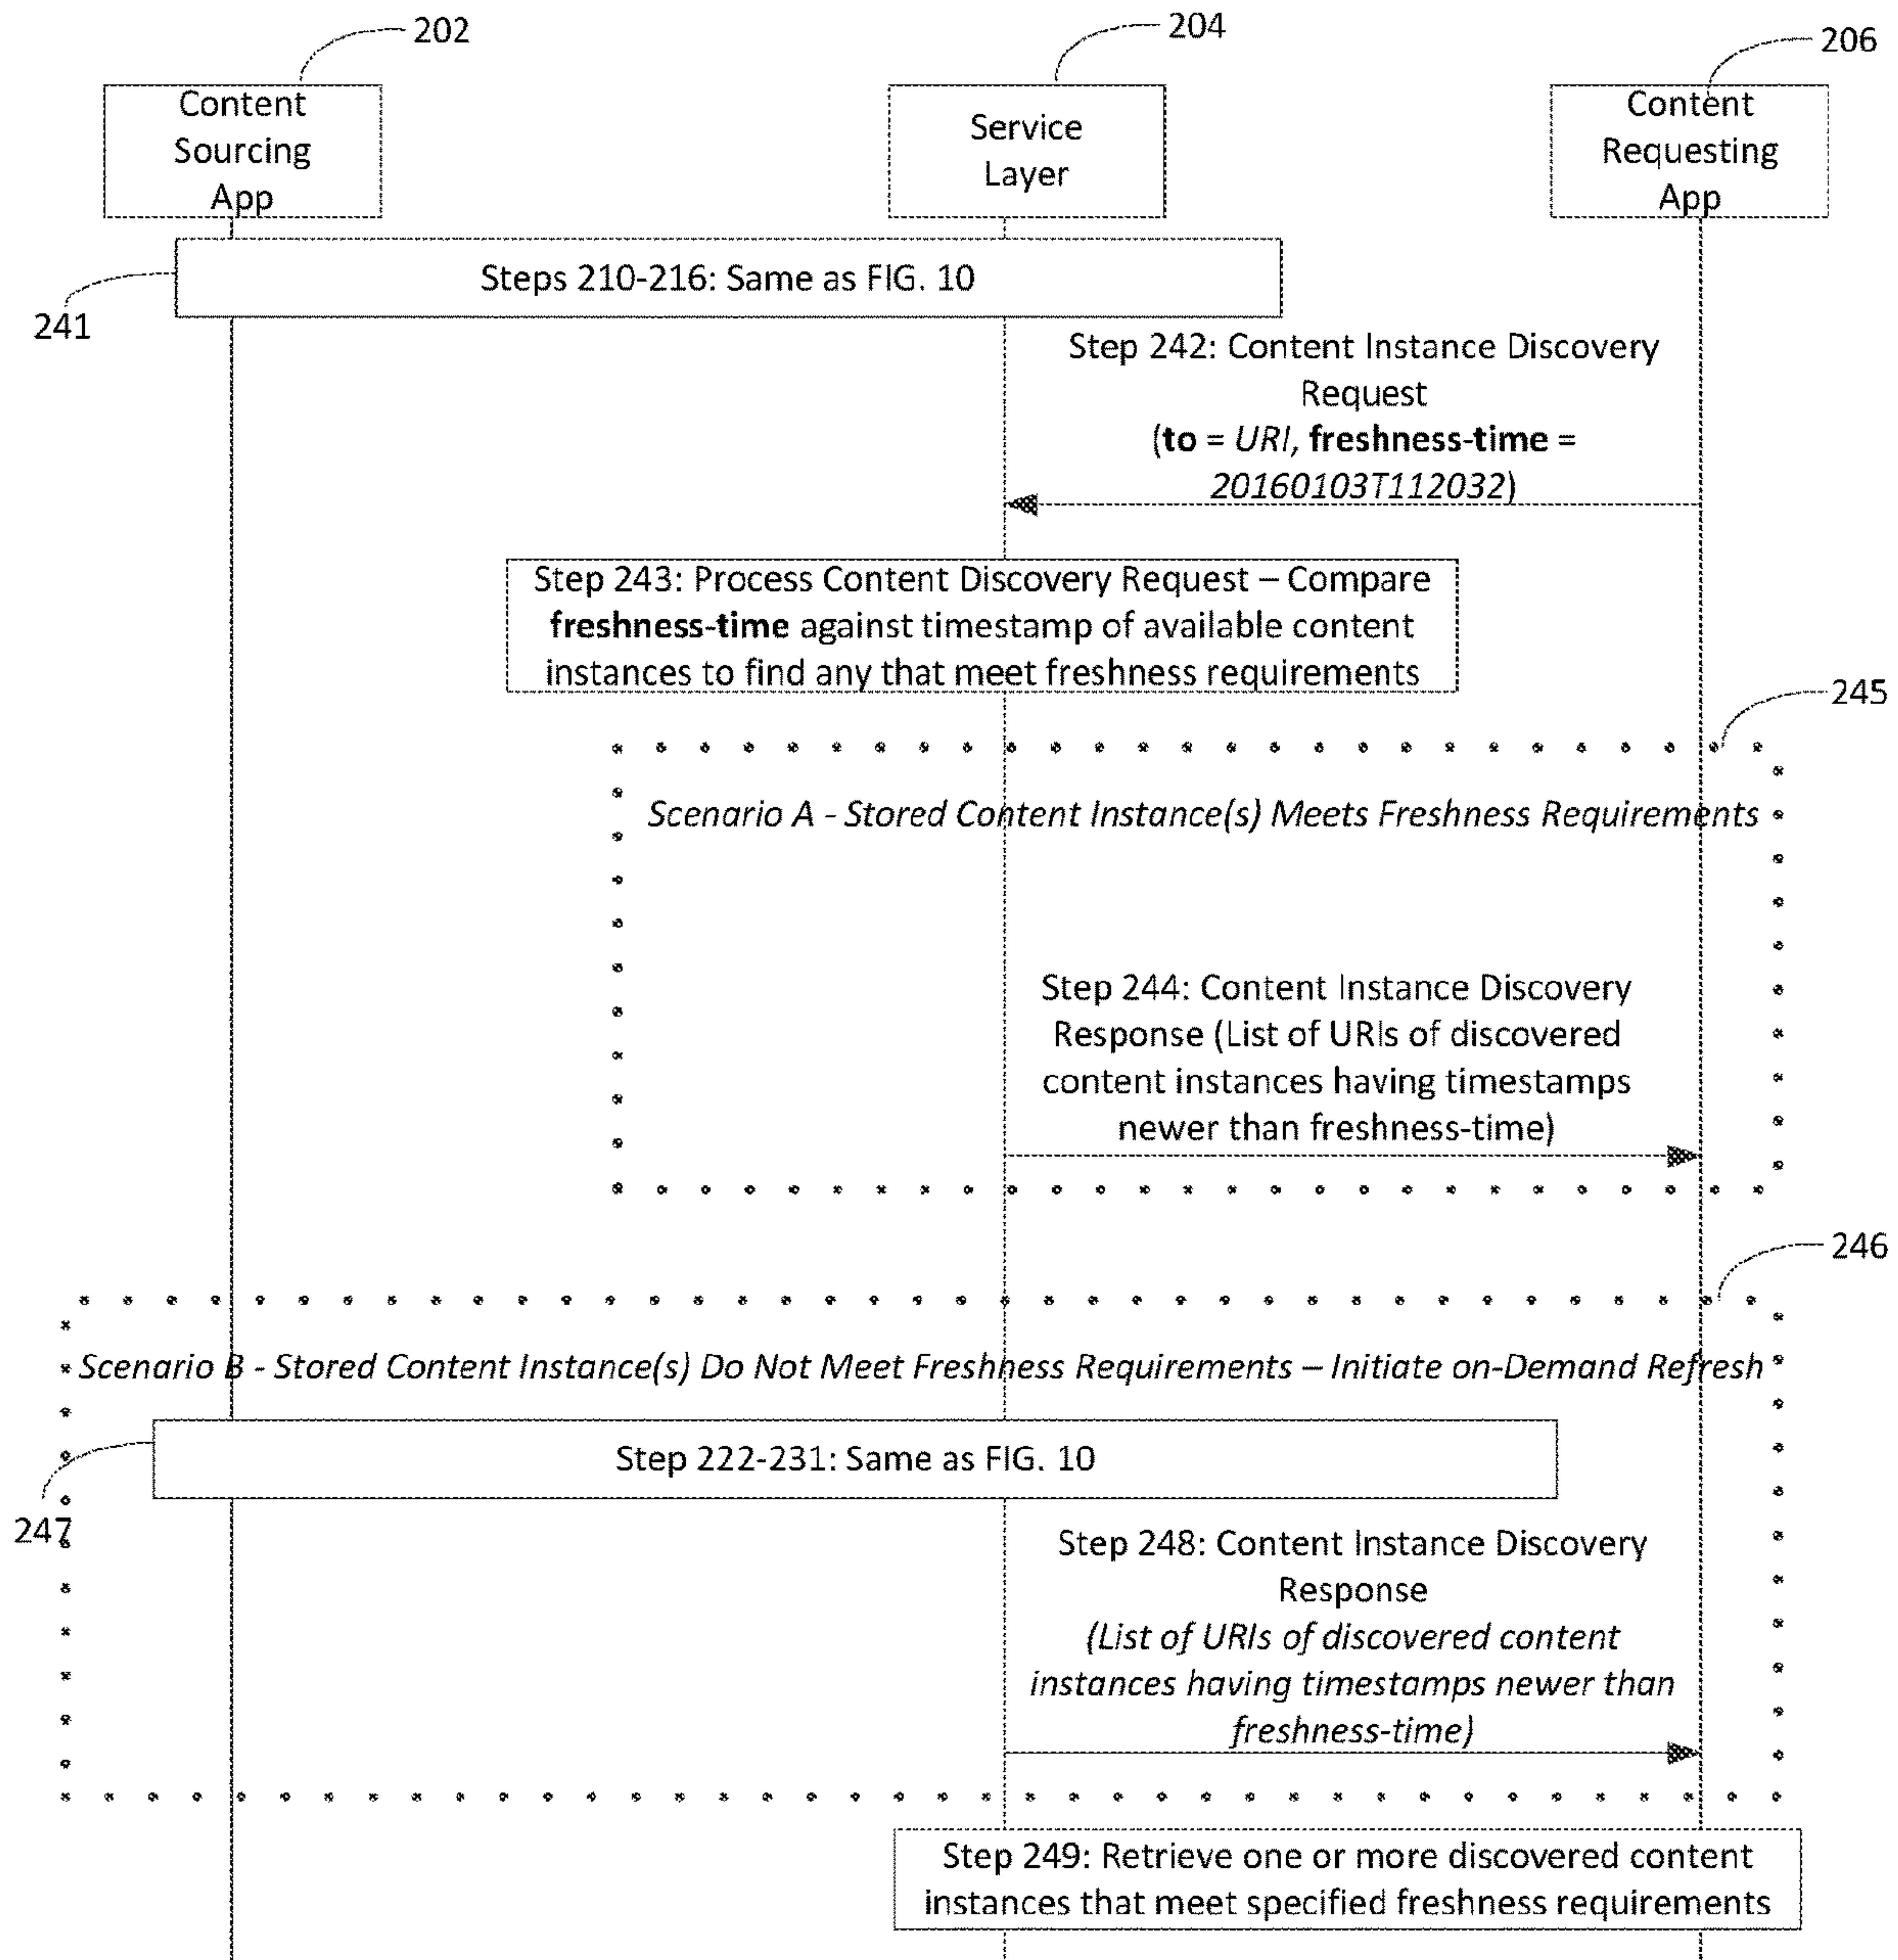 202
204
206
Content
Sourcing
App
Service
Layer
Content
Requesting
App
Steps 210-216: Same as FIG. 10
241
Step 242: Content Instance Discovery
Request
(to = URI, freshness-time =
20160103T112032)
Step 243: Process Content Discovery Request – Compare
freshness-time against timestamp of available content
instances to find any that meet freshness requirements
245
Scenario A - Stored Content Instance(s) Meets Freshness Requirements
Step 244: Content Instance Discovery
Response (List of URIs of discovered
content instances having timestamps
newer than freshness-time)
246
Scenario B - Stored Content Instance(s) Do Not Meet Freshness Requirements – Initiate on-Demand Refresh
Step 222-231: Same as FIG. 10
247
Step 248: Content Instance Discovery
Response
(List of URIs of discovered content
instances having timestamps newer than
freshness-time)
Step 249: Retrieve one or more discovered content
instances that meet specified freshness requirements